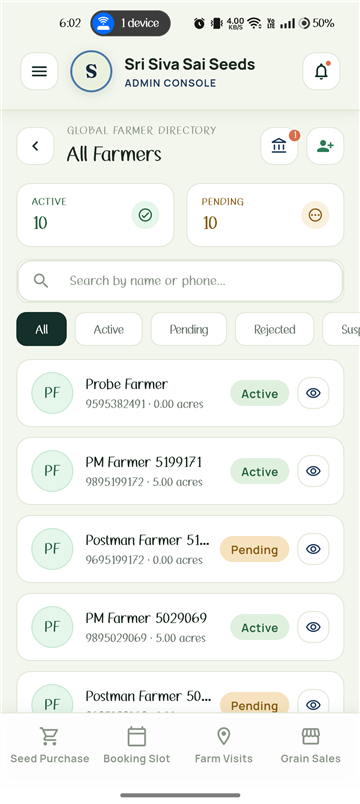 6:02 1 device 4.00 KB/S 50%
S Sri Siva Sai Seeds
ADMIN CONSOLE
GLOBAL FARMER DIRECTORY
All Farmers
1
ACTIVE
10
PENDING
10
Search by name or phone...
All Active Pending Rejected Susp
PF Probe Farmer
9595382491 · 0.00 acres
Active
PF PM Farmer 5199171
9895199172 · 5.00 acres
Active
PF Postman Farmer 51...
9695199172 · 0.00 acres
Pending
PF PM Farmer 5029069
9895029069 · 5.00 acres
Active
PF Postman Farmer 50...
Pending
Seed Purchase Booking Slot Farm Visits Grain Sales